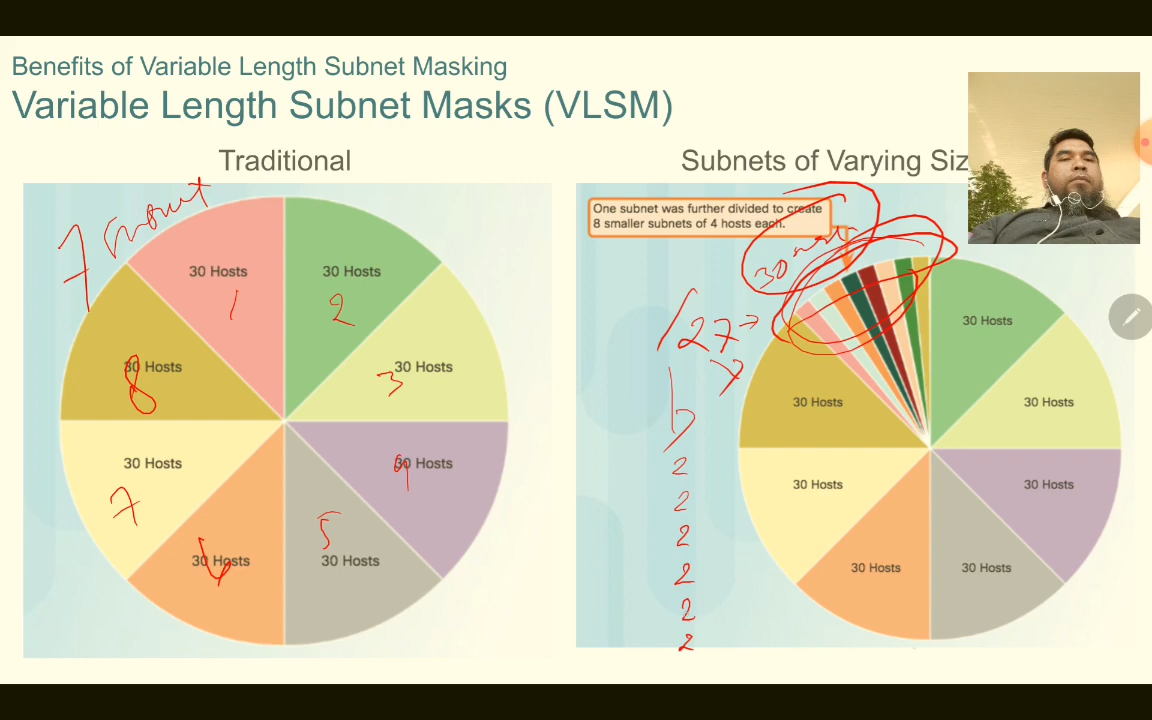 Benefits of Variable Length Subnet Masking
Variable Length Subnet Masks (VLSM)
Traditional
7 subnet
30 Hosts
1
30 Hosts
2
30 Hosts
3
30 Hosts
30 Hosts
5
30 Hosts
6
30 Hosts
7
30 Hosts
8
Subnets of Varying Siz
One subnet was further divided to create
8 smaller subnets of 4 hosts each.
30
/27
2
2
2
2
2
2
30 Hosts
30 Hosts
30 Hosts
30 Hosts
30 Hosts
30 Hosts
30 Hosts